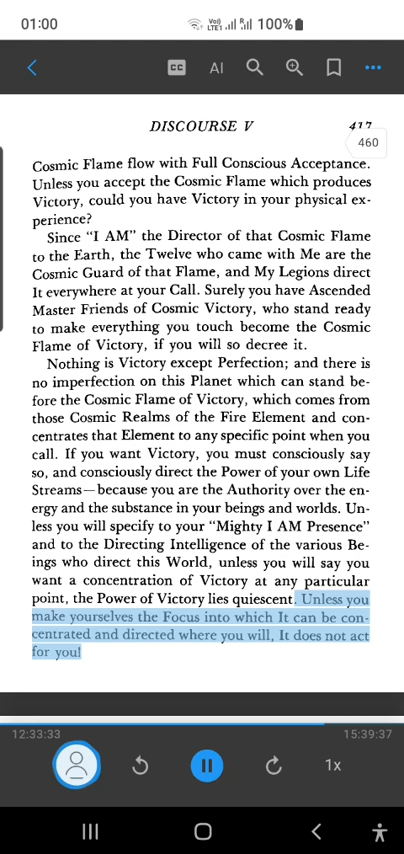 01:00
Vo))
LTE1
R
100%
CC
AI
DISCOURSE V
417
460
Cosmic Flame flow with Full Conscious Acceptance.
Unless you accept the Cosmic Flame which produces
Victory, could you have Victory in your physical ex-
perience?
Since “I AM” the Director of that Cosmic Flame
to the Earth, the Twelve who came with Me are the
Cosmic Guard of that Flame, and My Legions direct
It everywhere at your Call. Surely you have Ascended
Master Friends of Cosmic Victory, who stand ready
to make everything you touch become the Cosmic
Flame of Victory, if you will so decree it.
Nothing is Victory except Perfection; and there is
no imperfection on this Planet which can stand be-
fore the Cosmic Flame of Victory, which comes from
those Cosmic Realms of the Fire Element and con-
centrates that Element to any specific point when you
call. If you want Victory, you must consciously say
so, and consciously direct the Power of your own Life
Streams—because you are the Authority over the en-
ergy and the substance in your beings and worlds. Un-
less you will specify to your “Mighty I AM Presence”
and to the Directing Intelligence of the various Be-
ings who direct this World, unless you will say you
want a concentration of Victory at any particular
point, the Power of Victory lies quiescent. Unless you
make yourselves the Focus into which It can be con-
centrated and directed where you will, It does not act
for you!
12:33:33
15:39:37
1x